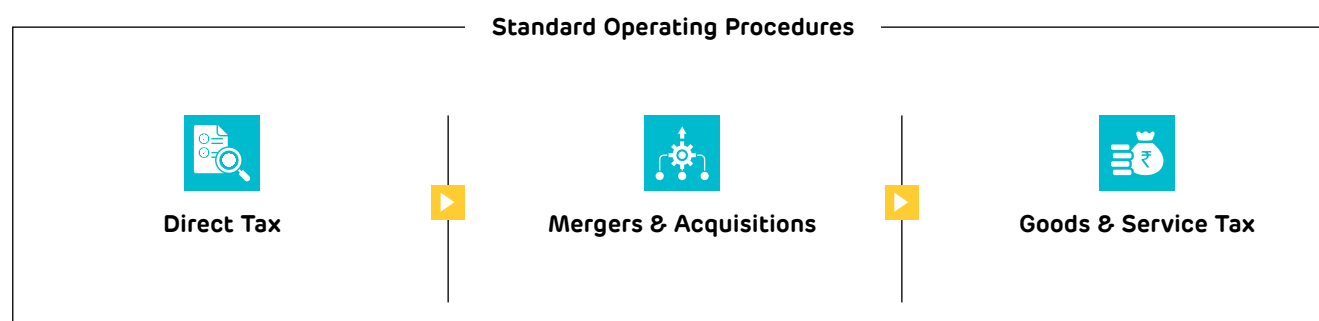 Standard Operating Procedures
₹
Direct Tax
Mergers & Acquisitions
Goods & Service Tax